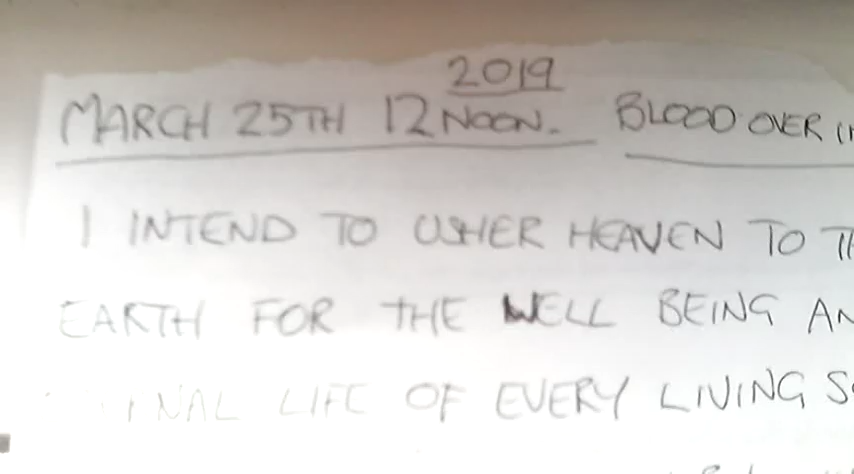 2019
MARCH 25TH 12 NOON. BLOOD OVER
I INTEND TO USHER HEAVEN TO
EARTH FOR THE WELL BEING
LIFE OF EVERY LIVING